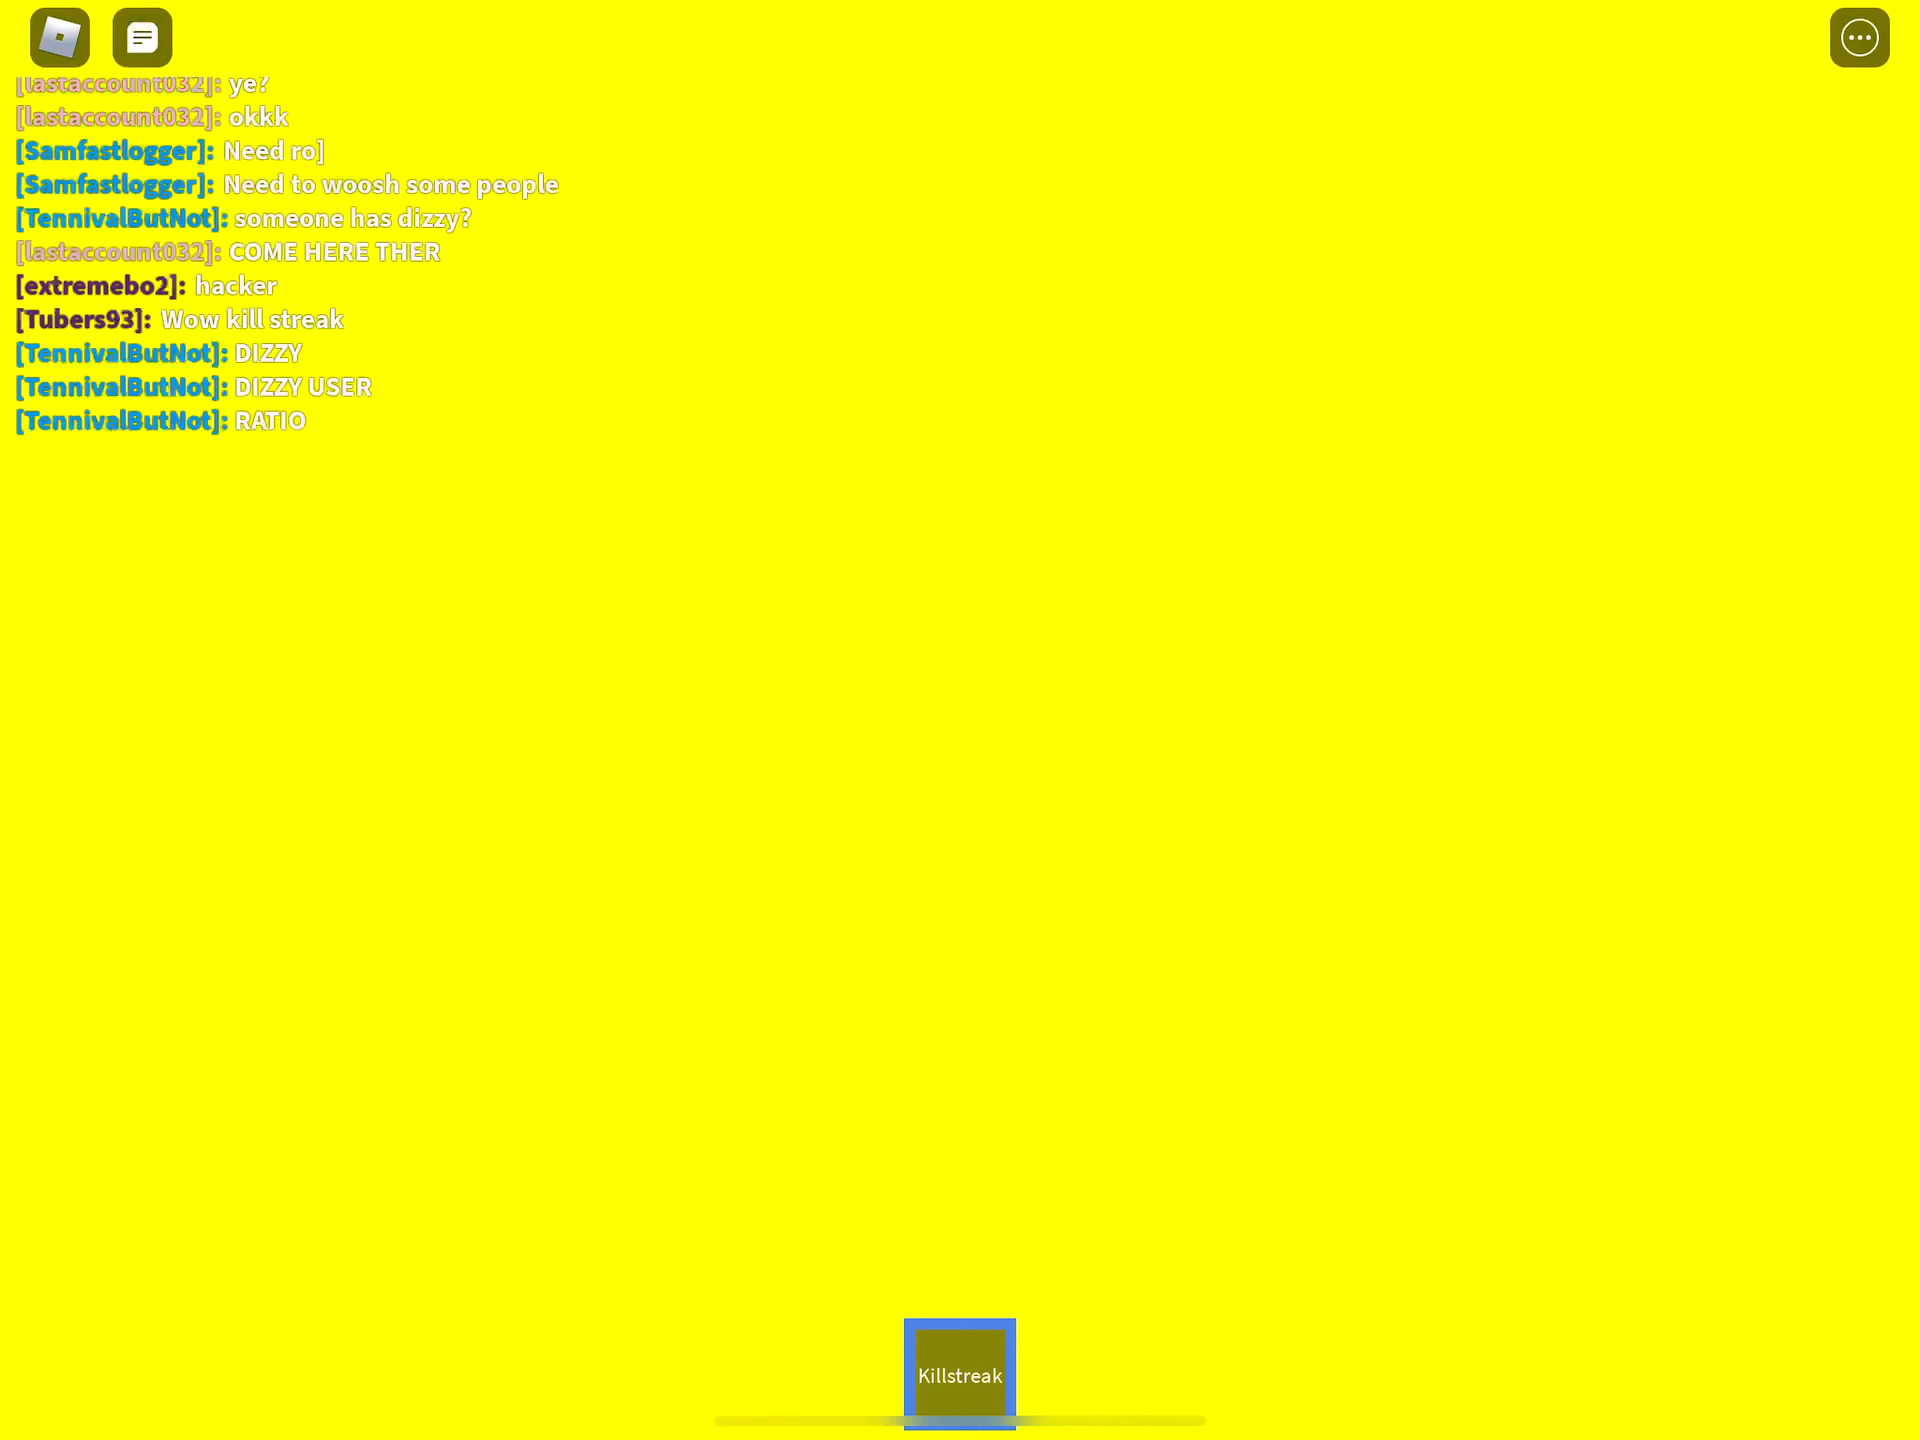 [lastaccount032]: ye?
[lastaccount032]: okkk
[Samfastlogger]: Need ro]
[Samfastlogger]: Need to woosh some people
[TennivalButNot]: someone has dizzy?
[lastaccount032]: COME HERE THER
[extremebo2]: hacker
[Tubers93]: Wow kill streak
[TennivalButNot]: DIZZY
[TennivalButNot]: DIZZY USER
[TennivalButNot]: RATIO
Killstreak